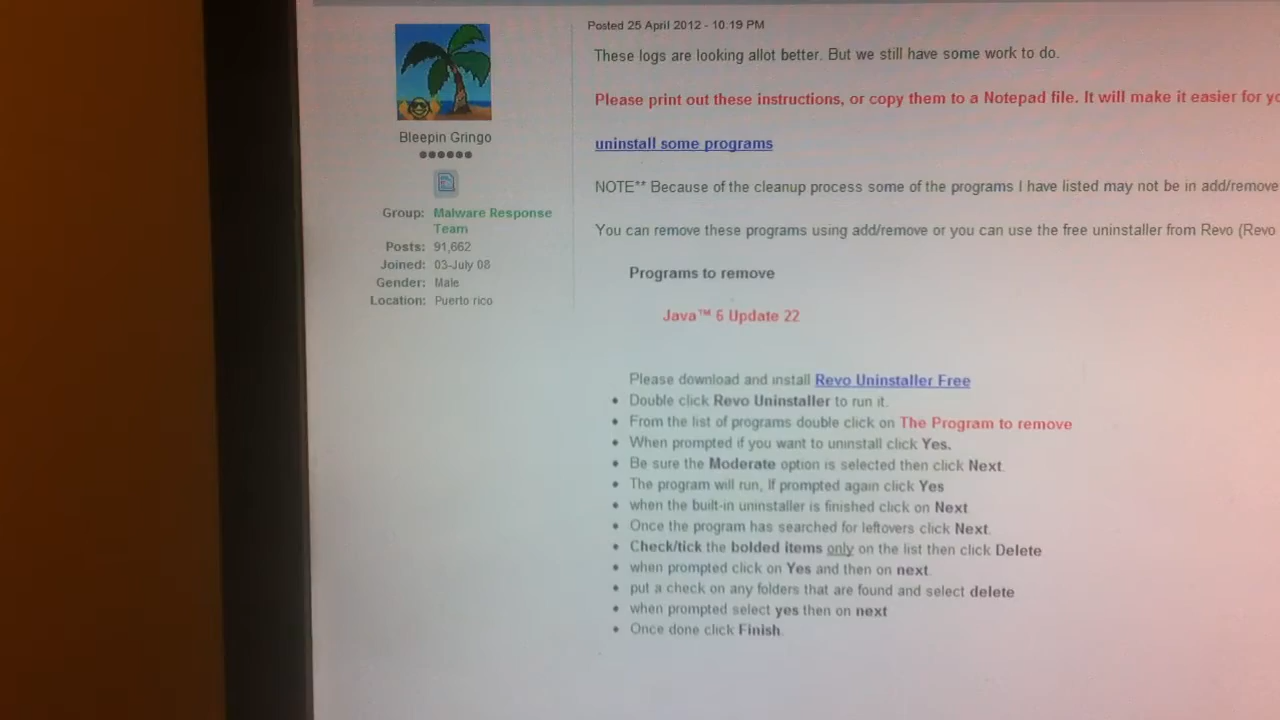 Posted 25 April 2012 - 10:19 PM
These logs are looking allot better. But we still have some work to do.
Please print out these instructions, or copy them to a Notepad file. It will make it easier for
uninstall some programs
NOTE** Because of the cleanup process some of the programs I have listed may not be in add/remove
You can remove these programs using add/remove or you can use the free uninstaller from Revo (Revo
Programs to remove
Java™ 6 Update 22
Please download and install Revo Uninstaller Free
• Double click Revo Uninstaller to run it.
• From the list of programs double click on The Program to remove
• When prompted if you want to uninstall click Yes.
• Be sure the Moderate option is selected then click Next.
• The program will run, If prompted again click Yes
• when the built-in uninstaller is finished click on Next.
• Once the program has searched for leftovers click Next.
• Check/tick the bolded items only on the list then click Delete
• when prompted click on Yes and then on next.
• put a check on any folders that are found and select delete
• when prompted select yes then on next
• Once done click Finish.
Bleepin Gringo
Group: Malware Response
Team
Posts: 91,662
Joined: 03-July 08
Gender: Male
Location: Puerto rico